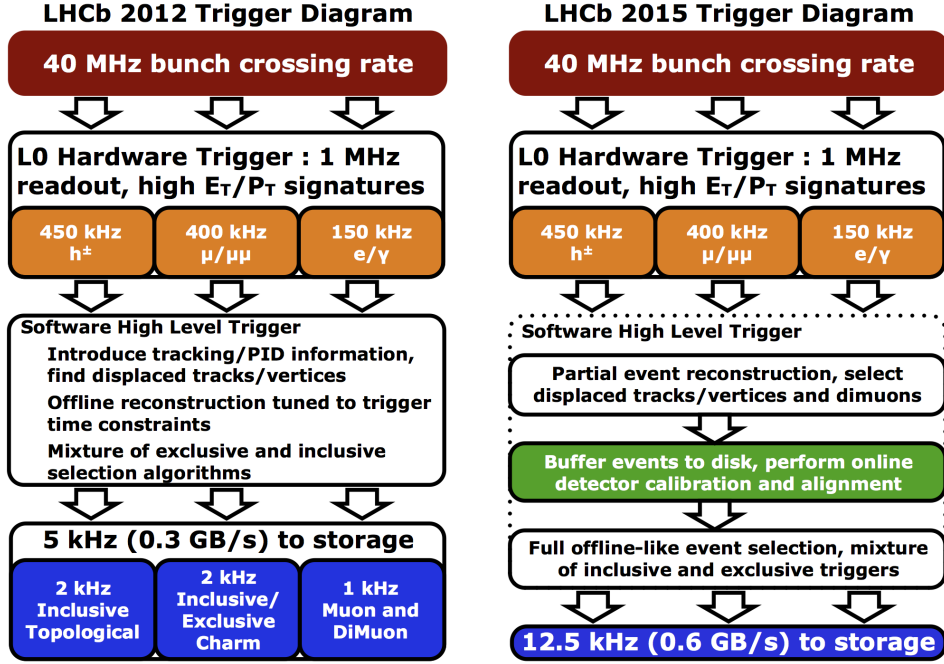 LHCb 2012 Trigger Diagram
40 MHz bunch crossing rate
L0 Hardware Trigger : 1 MHz
readout, high E_T/P_T signatures
450 kHz
h±
400 kHz
µ/µµ
150 kHz
e/γ
Software High Level Trigger
Introduce tracking/PID information,
find displaced tracks/vertices
Offline reconstruction tuned to trigger
time constraints
Mixture of exclusive and inclusive
selection algorithms
5 kHz (0.3 GB/s) to storage
2 kHz
Inclusive
Topological
2 kHz
Inclusive/
Exclusive
Charm
1 kHz
Muon and
DiMuon
LHCb 2015 Trigger Diagram
40 MHz bunch crossing rate
L0 Hardware Trigger : 1 MHz
readout, high E_T/P_T signatures
450 kHz
h±
400 kHz
µ/µµ
150 kHz
e/γ
Software High Level Trigger
Partial event reconstruction, select
displaced tracks/vertices and dimuons
Buffer events to disk, perform online
detector calibration and alignment
Full offline-like event selection, mixture
of inclusive and exclusive triggers
12.5 kHz (0.6 GB/s) to storage